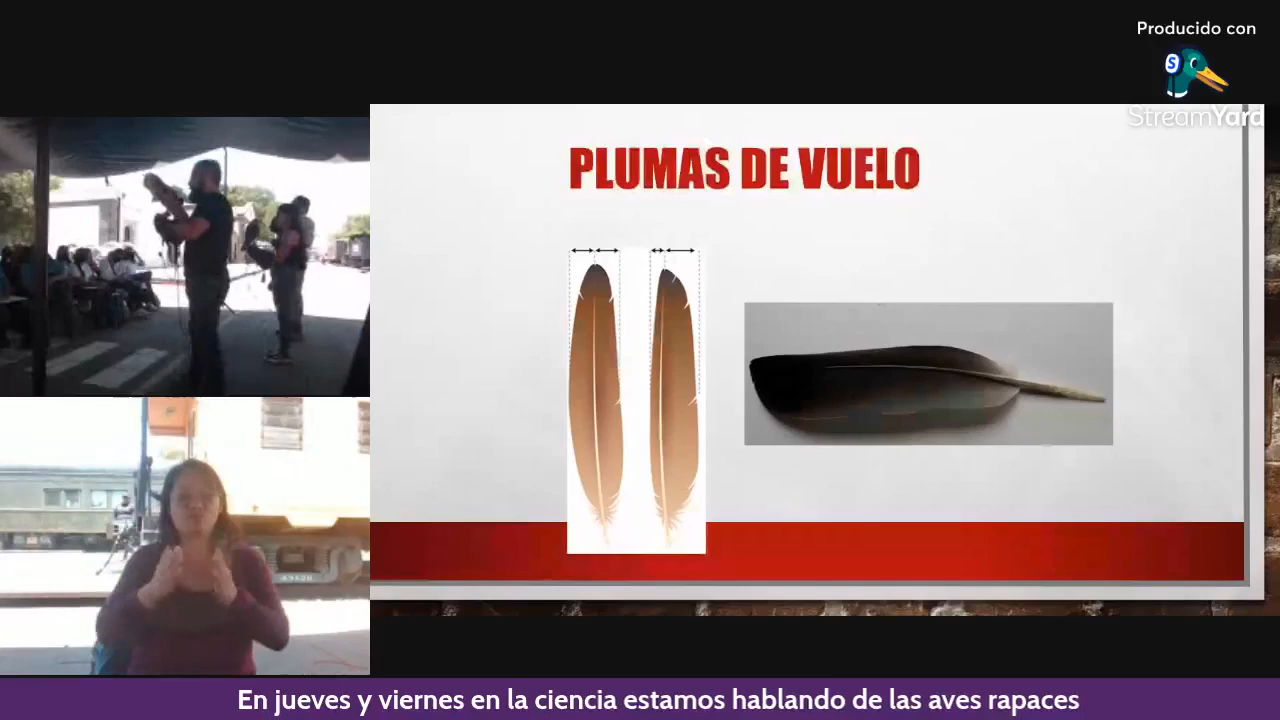 Producido con
S
StreamYard
PLUMAS DE VUELO
En jueves y viernes en la ciencia estamos hablando de las aves rapaces